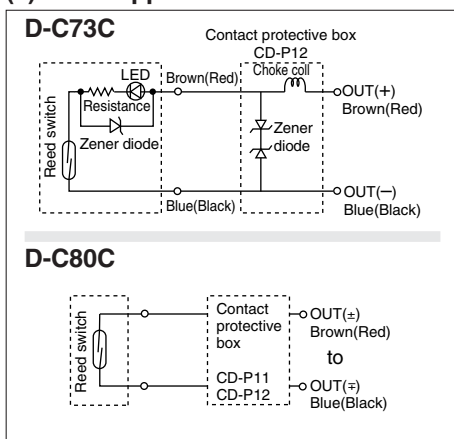 D-C73C
Contact protective box
CD-P12
LED
Brown(Red)
Choke coil
OUT(+)
Brown(Red)
Resistance
Zener diode
Zener
diode
Reed switch
Blue(Black)
OUT(−)
Blue(Black)
D-C80C
Reed switch
Contact
protective
box
CD-P11
CD-P12
OUT(±)
Brown(Red)
to
OUT(∓)
Blue(Black)